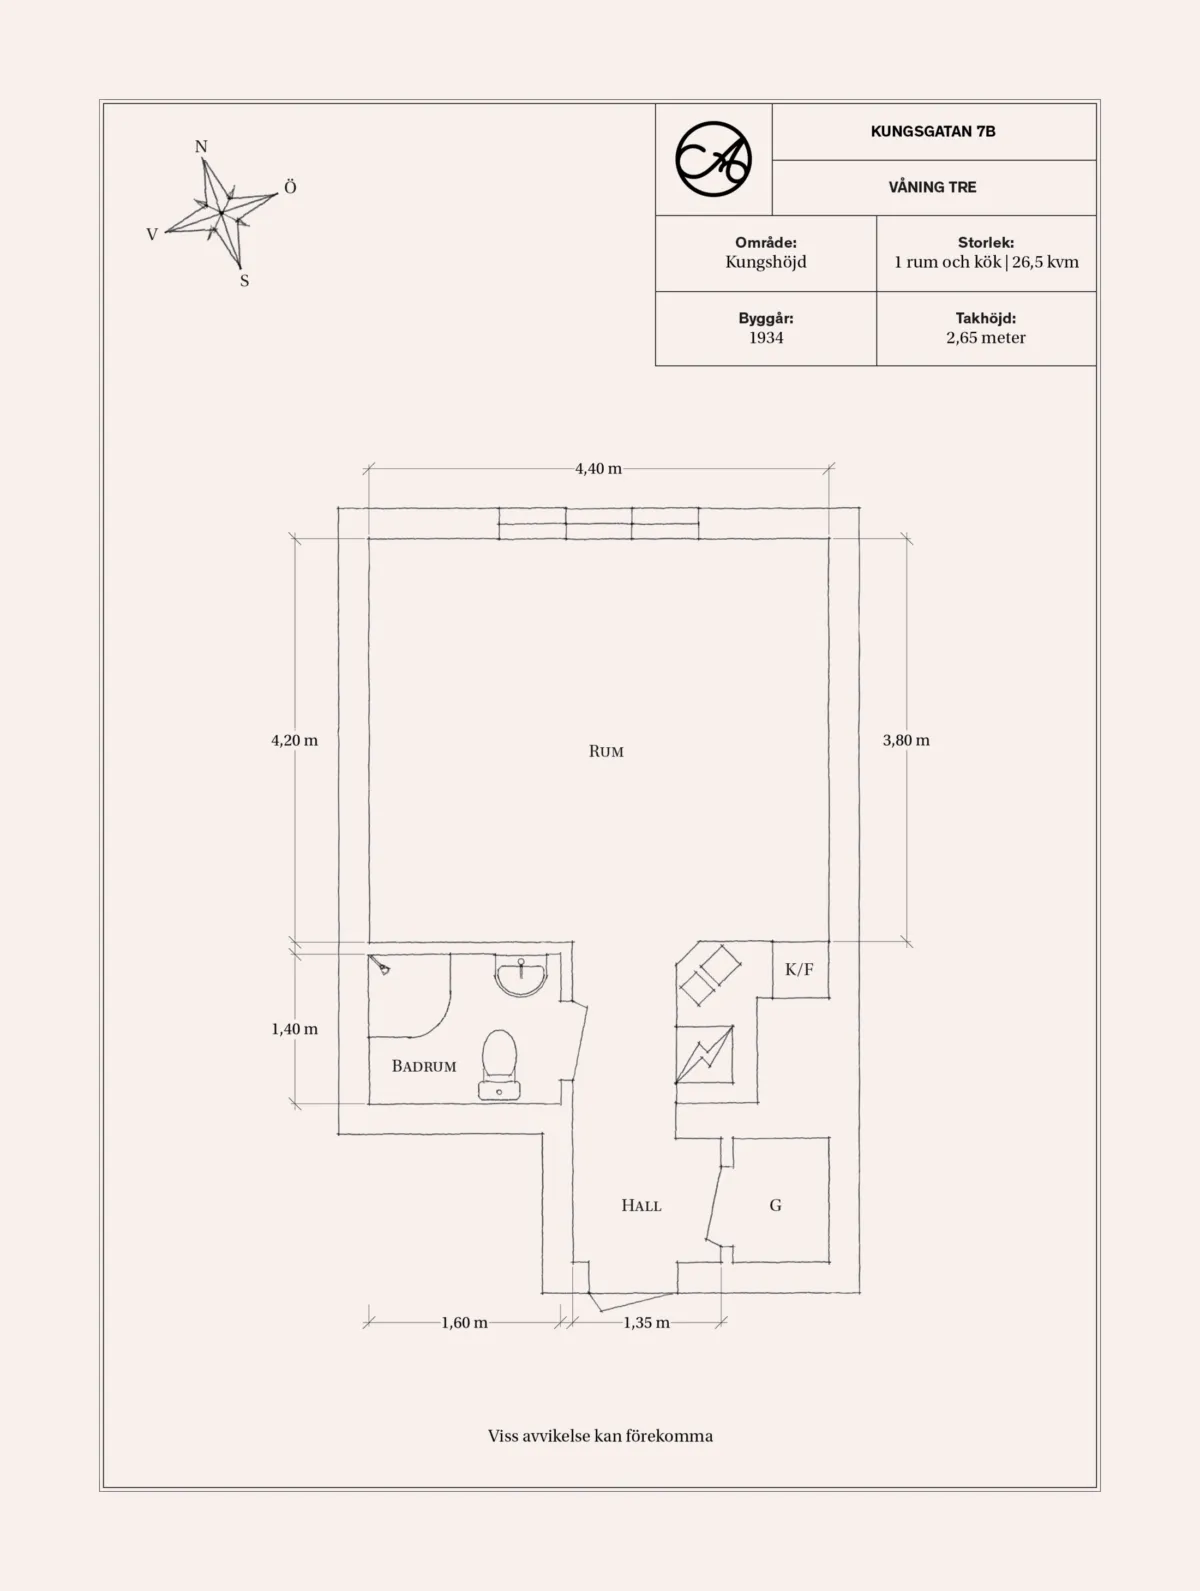 N
Ö
V
S
KUNGSGATAN 7B
VÅNING TRE
Område:
Kungshöjd
Storlek:
1 rum och kök | 26,5 kvm
Byggår:
1934
Takhöjd:
2,65 meter
4,40 m
4,20 m
3,80 m
Rum
K/F
1,40 m
Badrum
Hall
G
1,60 m
1,35 m
Viss avvikelse kan förekomma